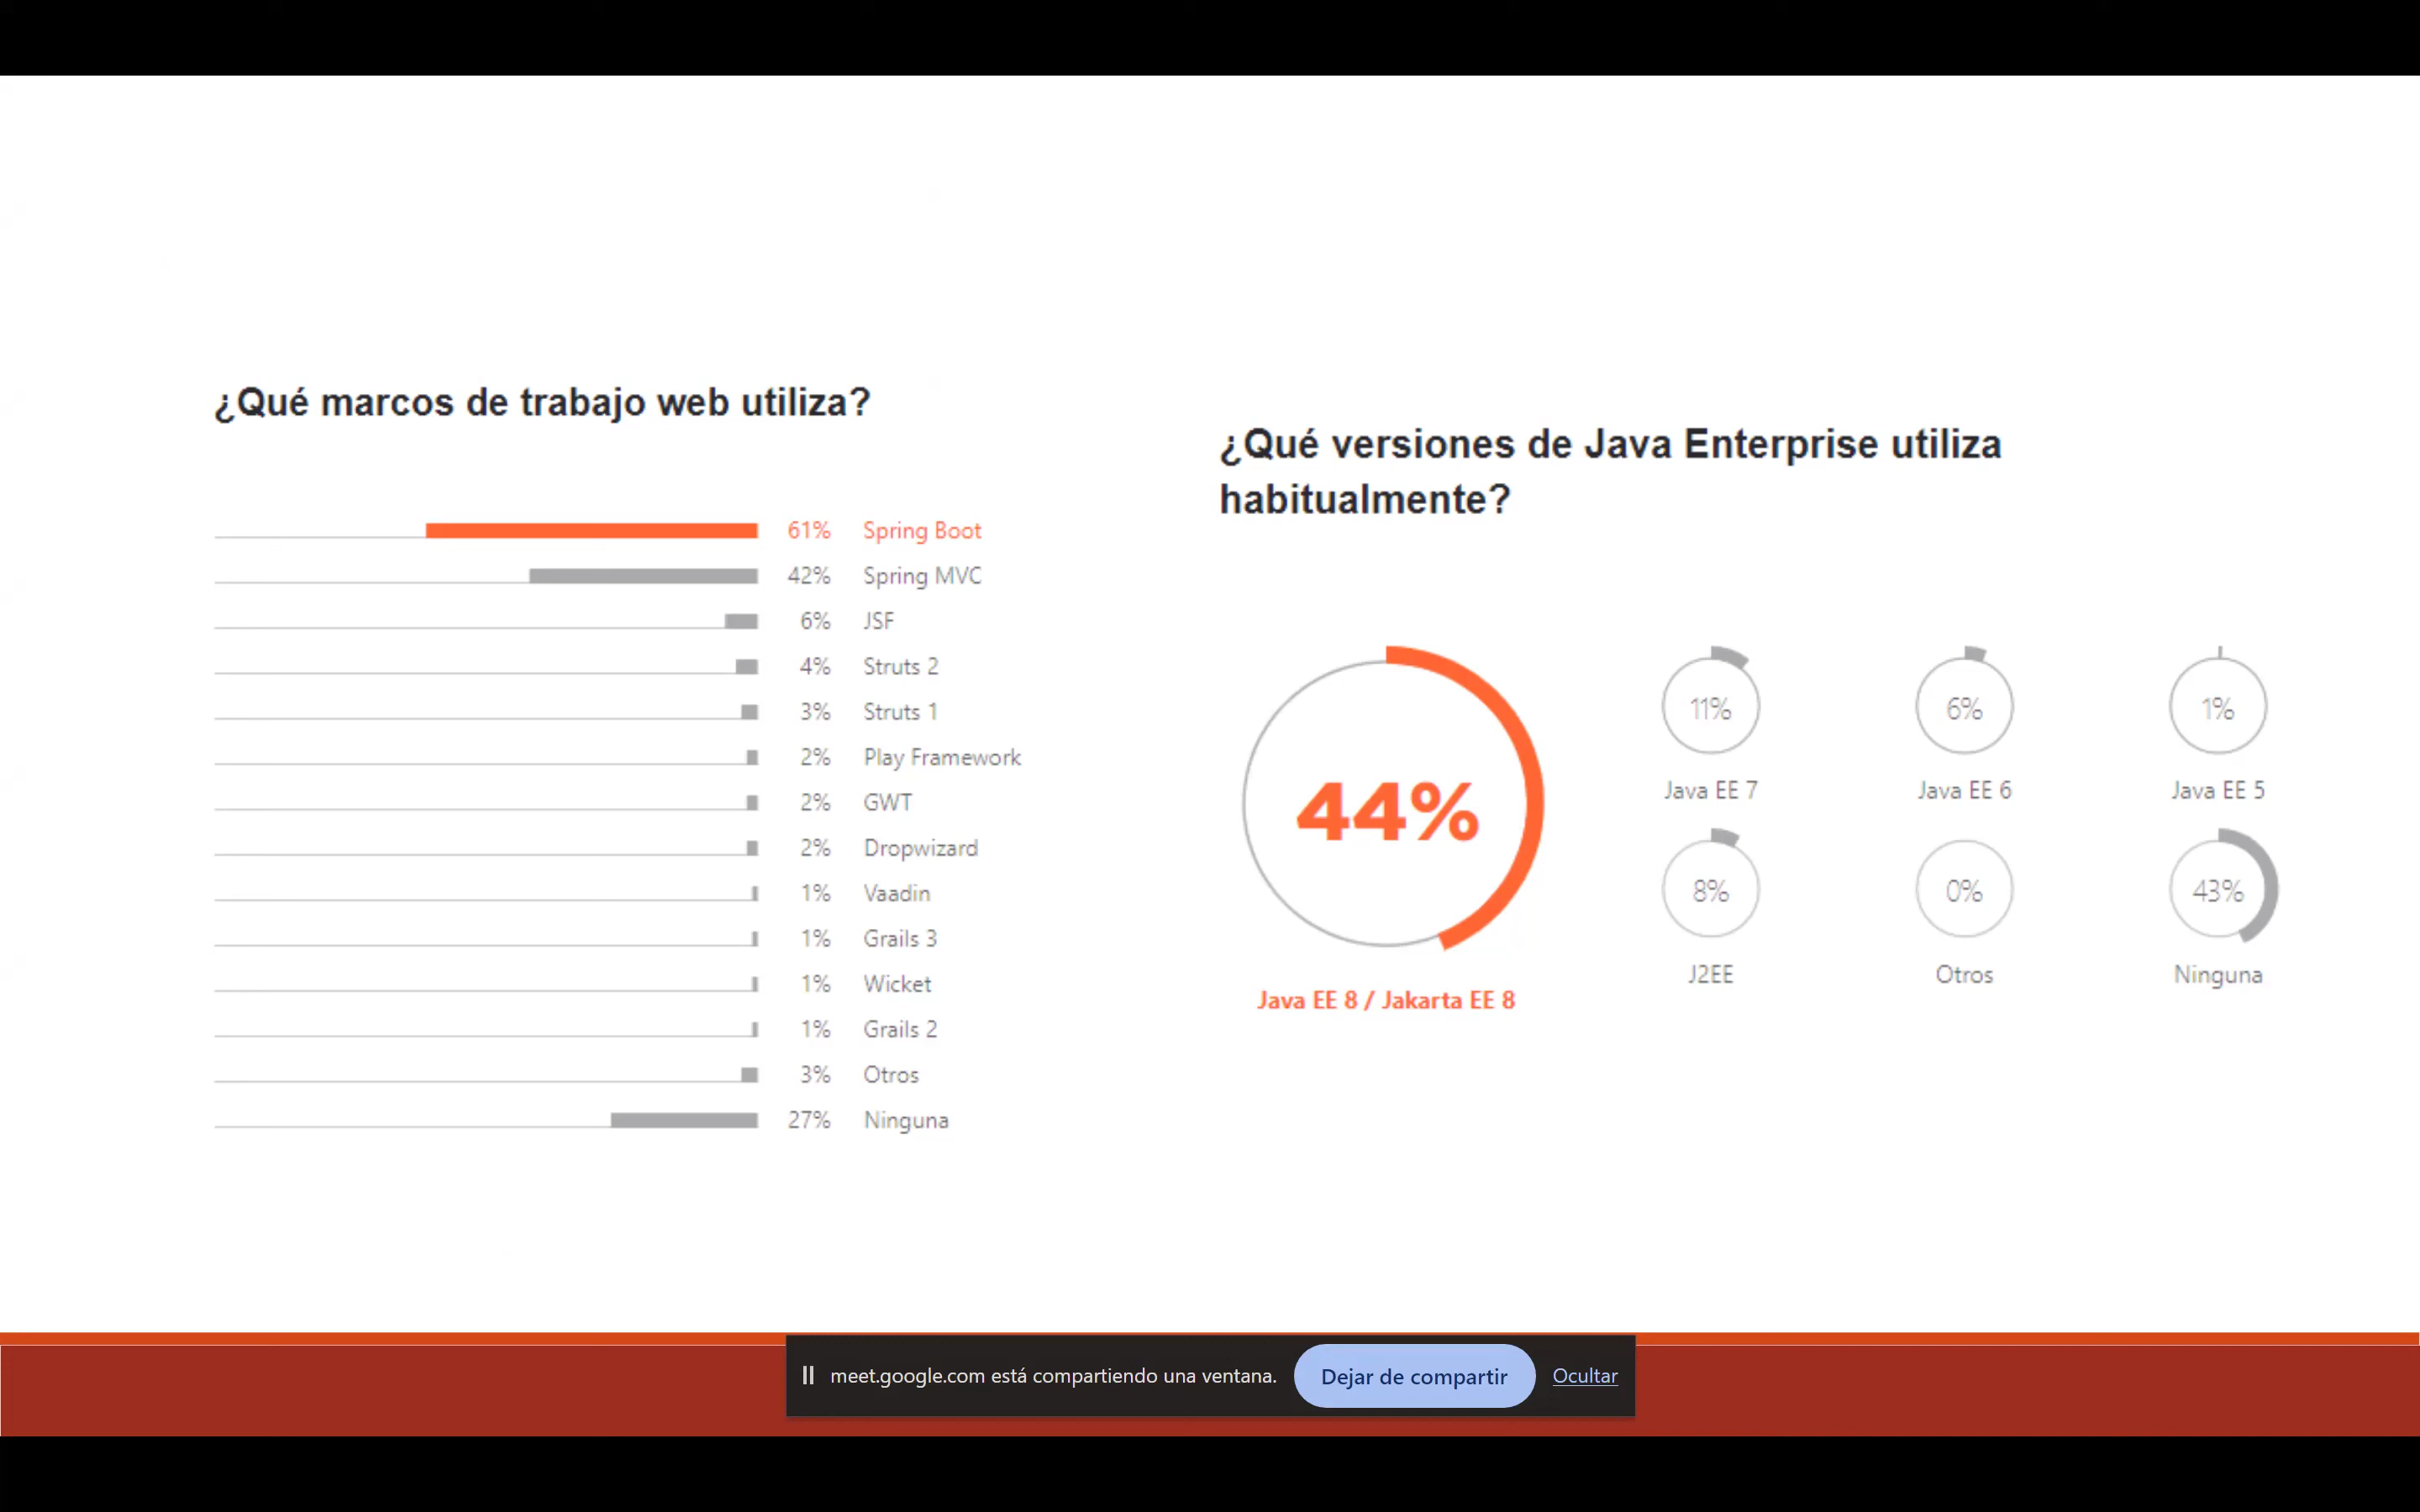 ¿Qué marcos de trabajo web utiliza?
61% Spring Boot
42% Spring MVC
6% JSF
4% Struts 2
3% Struts 1
2% Play Framework
2% GWT
2% Dropwizard
1% Vaadin
1% Grails 3
1% Wicket
1% Grails 2
3% Otros
27% Ninguna
¿Qué versiones de Java Enterprise utiliza
habitualmente?
44%
Java EE 8 / Jakarta EE 8
11%
Java EE 7
6%
Java EE 6
1%
Java EE 5
8%
J2EE
0%
Otros
43%
Ninguna
meet.google.com está compartiendo una ventana. Dejar de compartir Ocultar